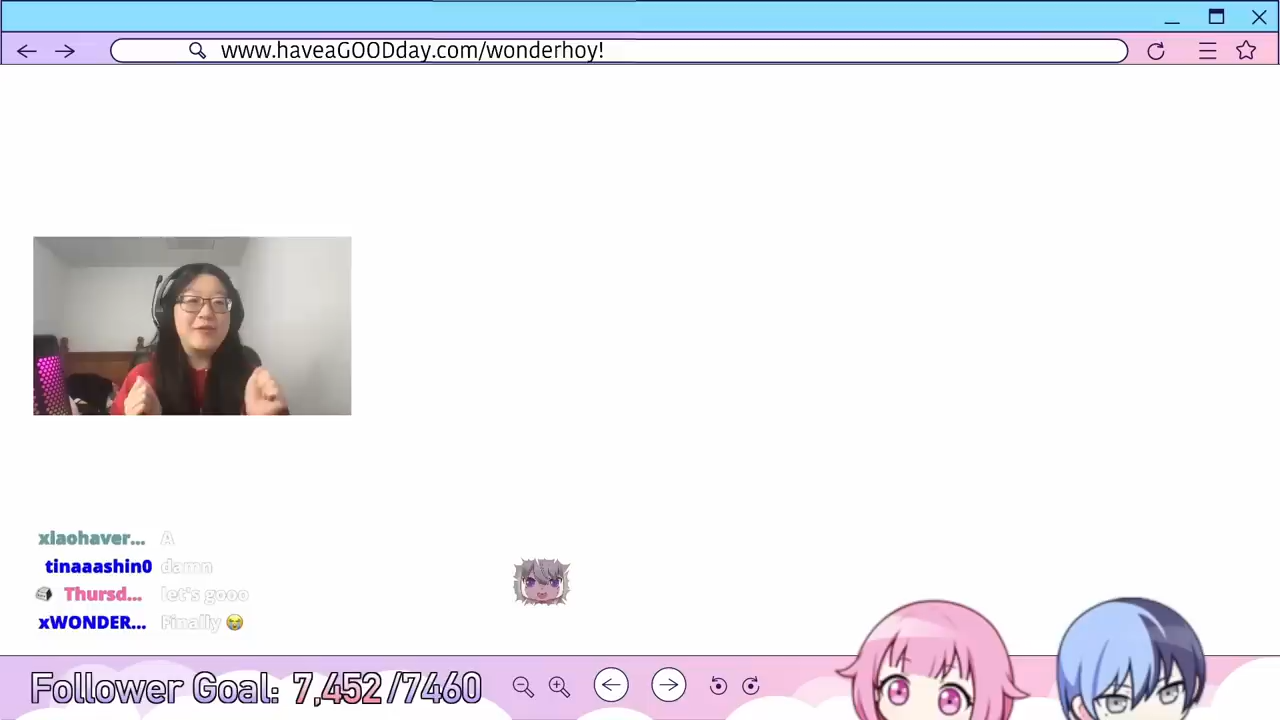 www.haveaGOODday.com/wonderhoy!
xiaohaver... A
tinaaashin0 damn
Thursd... let's gooo
xWONDER... Finally 😭
Follower Goal: 7,452/7460